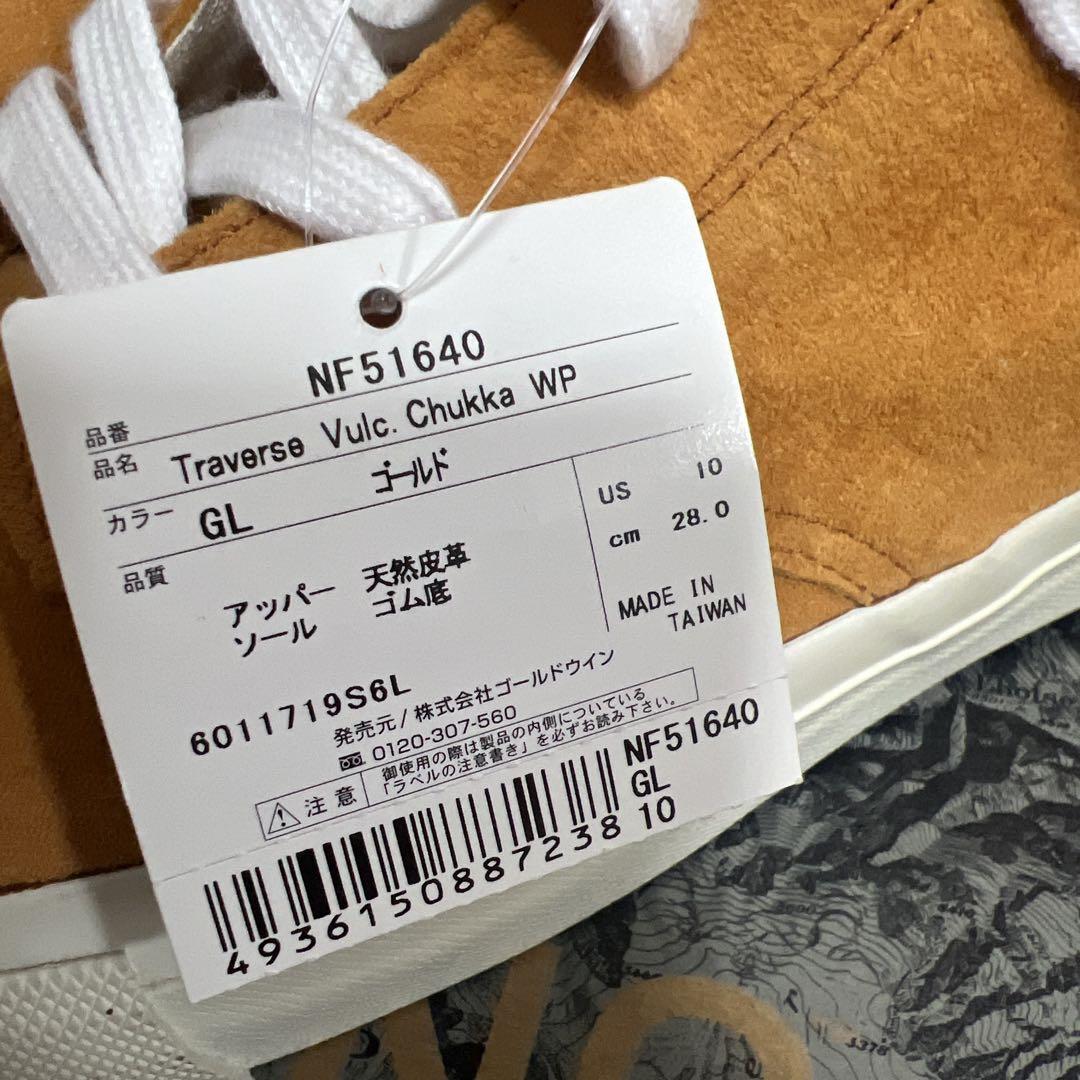 NF51640
品番
品名 Traverse Vulc. Chukka WP
カラー GL ゴールド
US 10
cm 28.0
品質
アッパー 天然皮革
ソール ゴム底
MADE IN
TAIWAN
6011719S6L
発売元/株式会社ゴールドウイン
0120-307-560
注意
御使用の際は製品の内側についている
「ラベルの注意書き」を必ずお読み下さい。
NF51640
GL
10
4936150887238